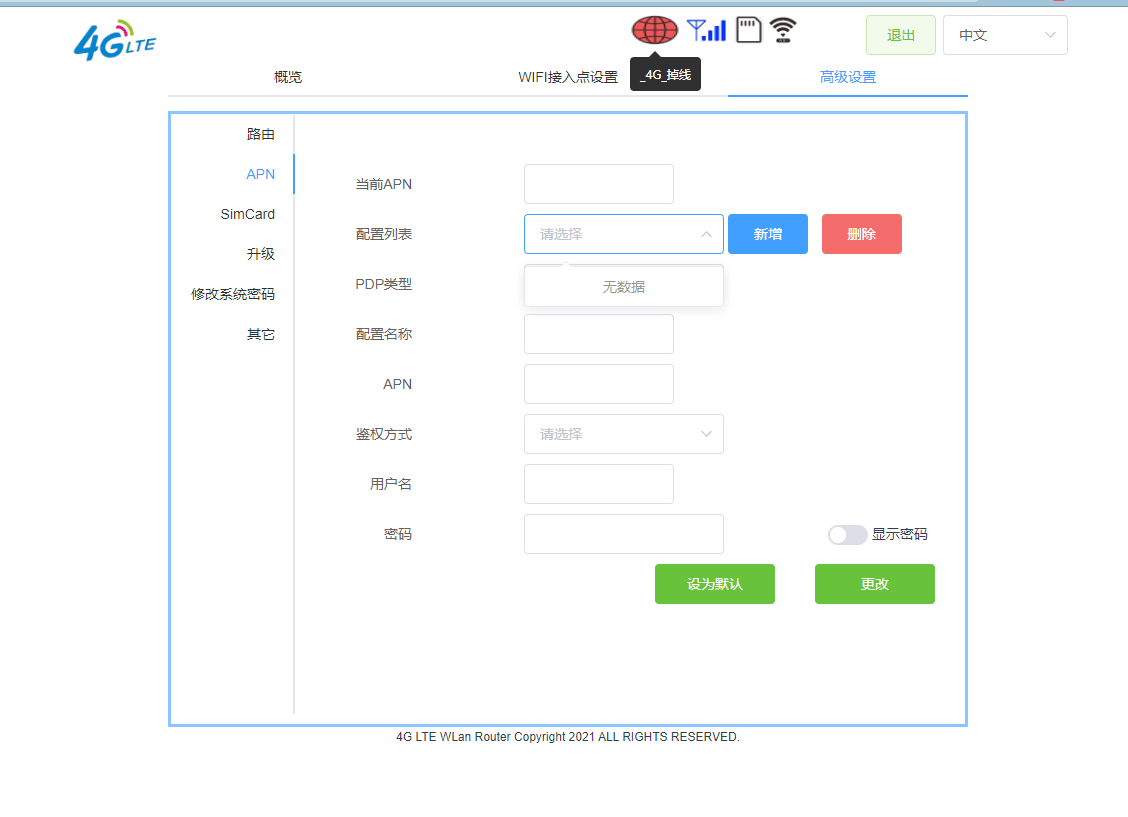 4G LTE
退出
中文
_4G_掉线
概览
WIFI接入点设置
高级设置
路由
APN
SimCard
升级
修改系统密码
其它
当前APN
配置列表
请选择
新增
删除
无数据
PDP类型
配置名称
APN
鉴权方式
请选择
用户名
密码
显示密码
设为默认
更改
4G LTE WLan Router Copyright 2021 ALL RIGHTS RESERVED.